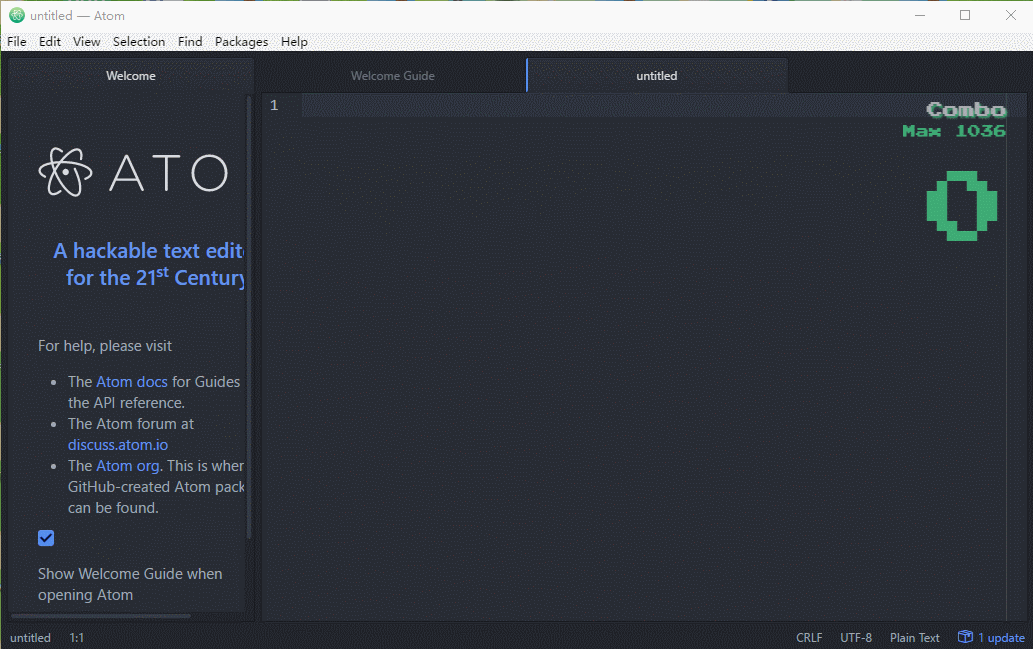 untitled — Atom
File Edit View Selection Find Packages Help
Welcome
Welcome Guide
untitled
ATO
A hackable text edit
for the 21st Century
For help, please visit
The Atom docs for Guides
the API reference.
The Atom forum at
discuss.atom.io
The Atom org. This is wher
GitHub-created Atom pack
can be found.
Show Welcome Guide when
opening Atom
1
Combo
Max 1036
0
untitled 1:1
CRLF UTF-8 Plain Text 1 update